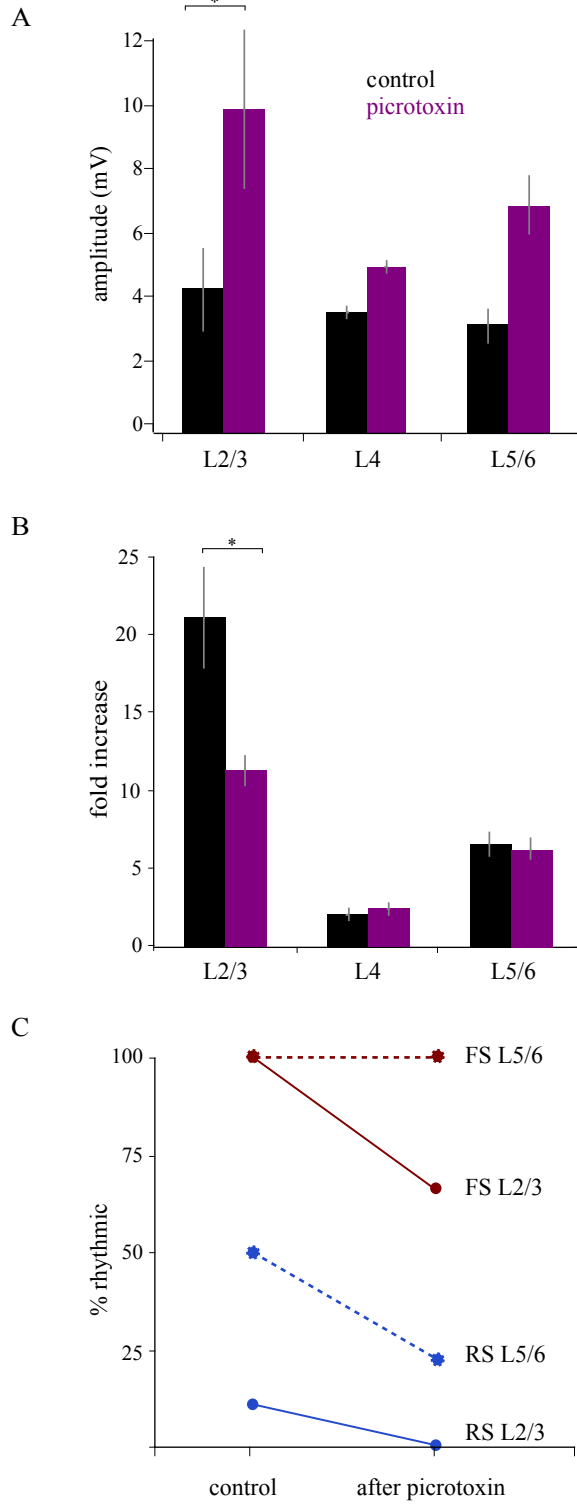 A
*
12
10
8
6
4
2
0
amplitude (mV)
control
picrotoxin
L2/3 L4 L5/6
B
*
25
20
15
10
5
0
fold increase
L2/3 L4 L5/6
C
100
75
50
25
% rhythmic
FS L5/6
FS L2/3
RS L5/6
RS L2/3
control after picrotoxin